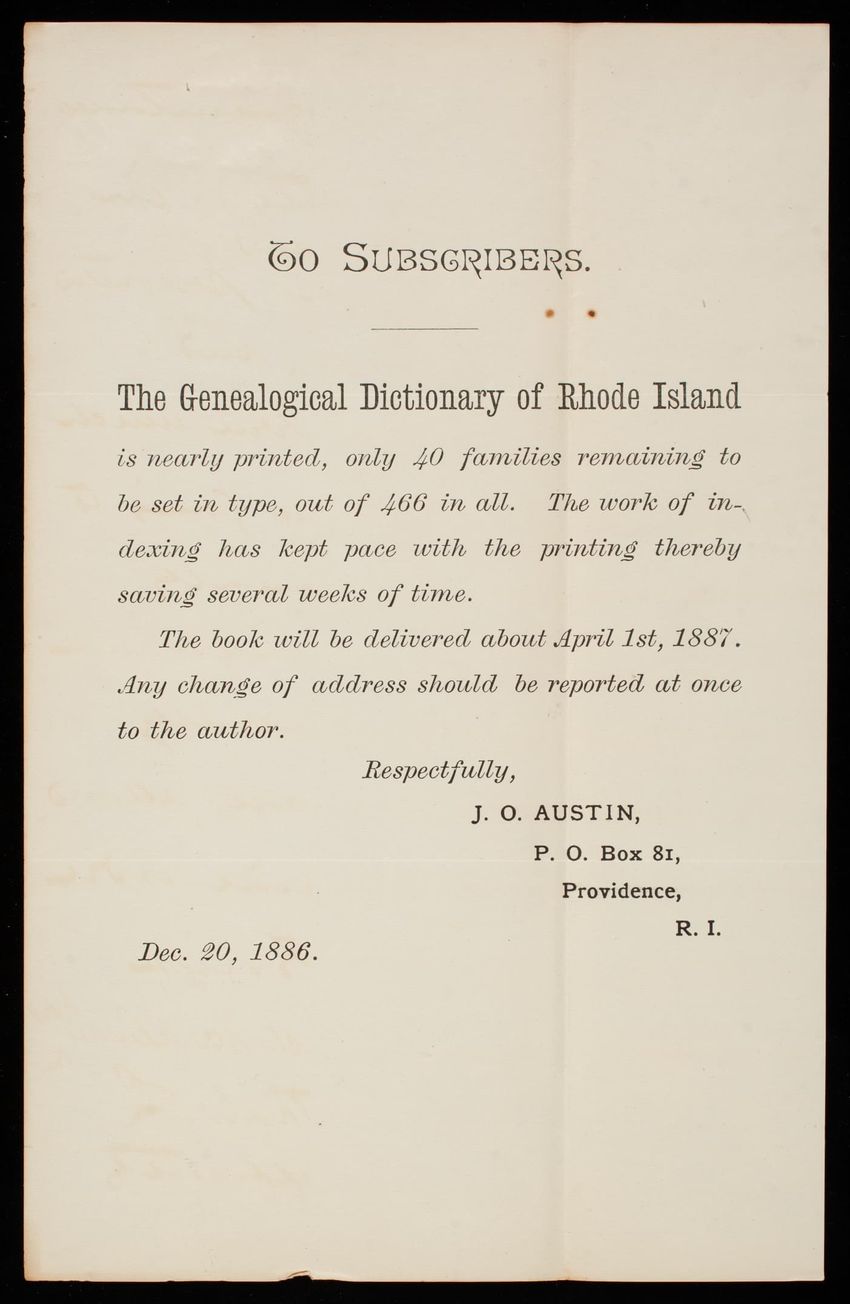 To Subscribers.
The Genealogical Dictionary of Rhode Island
is nearly printed, only 40 families remaining to
be set in type, out of 466 in all. The work of in-
dexing has kept pace with the printing thereby
saving several weeks of time.
The book will be delivered about April 1st, 1887.
Any change of address should be reported at once
to the author.
Respectfully,
J. O. AUSTIN,
P. O. Box 81,
Providence,
R. I.
Dec. 20, 1886.